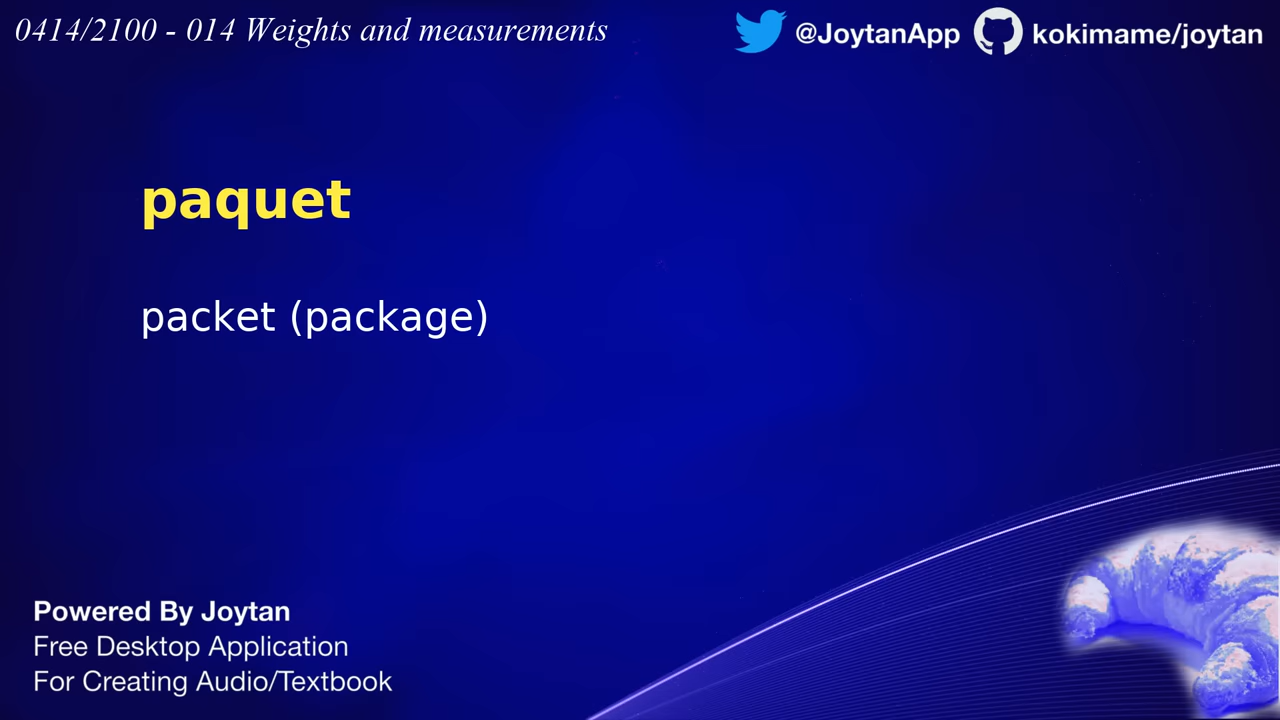 0414/2100 - 014 Weights and measurements
@JoytanApp
kokimame/joytan
paquet
packet (package)
Powered By Joytan
Free Desktop Application
For Creating Audio/Textbook